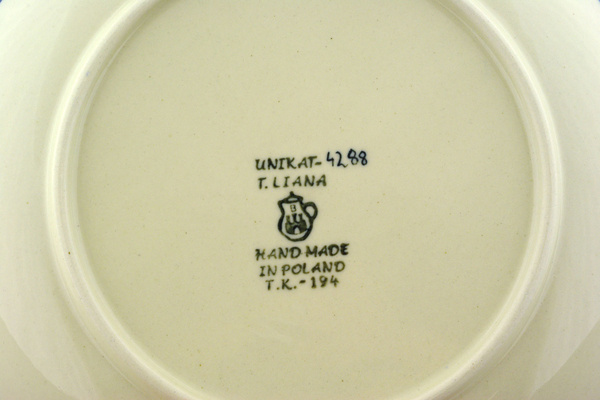 UNIKAT-4288
T. LIANA
B
HAND MADE
IN POLAND
T.K.-194